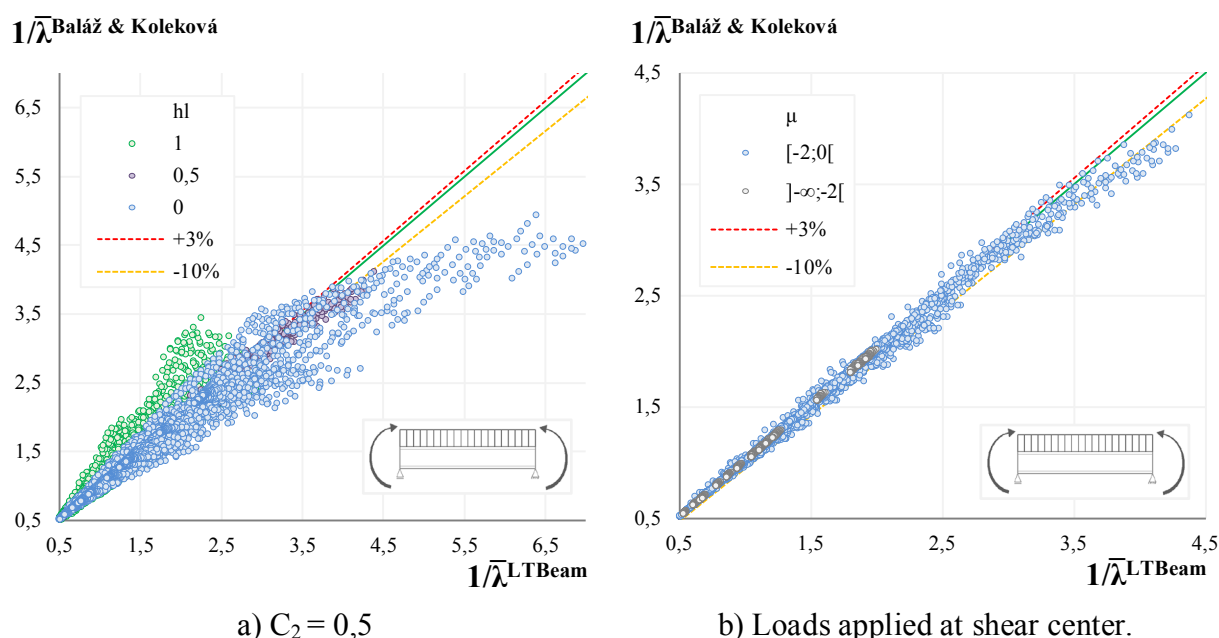 1/λ̅ Baláž & Koleková
6,5
5,5
4,5
3,5
2,5
1,5
0,5
hl
1
0,5
0
+3%
-10%
0,5 1,5 2,5 3,5 4,5 5,5 6,5
1/λ̅ LTBeam
a) C₂ = 0,5
1/λ̅ Baláž & Koleková
4,5
3,5
2,5
1,5
0,5
μ
[-2;0[
]-∞;-2[
+3%
-10%
0,5 1,5 2,5 3,5 4,5
1/λ̅ LTBeam
b) Loads applied at shear center.